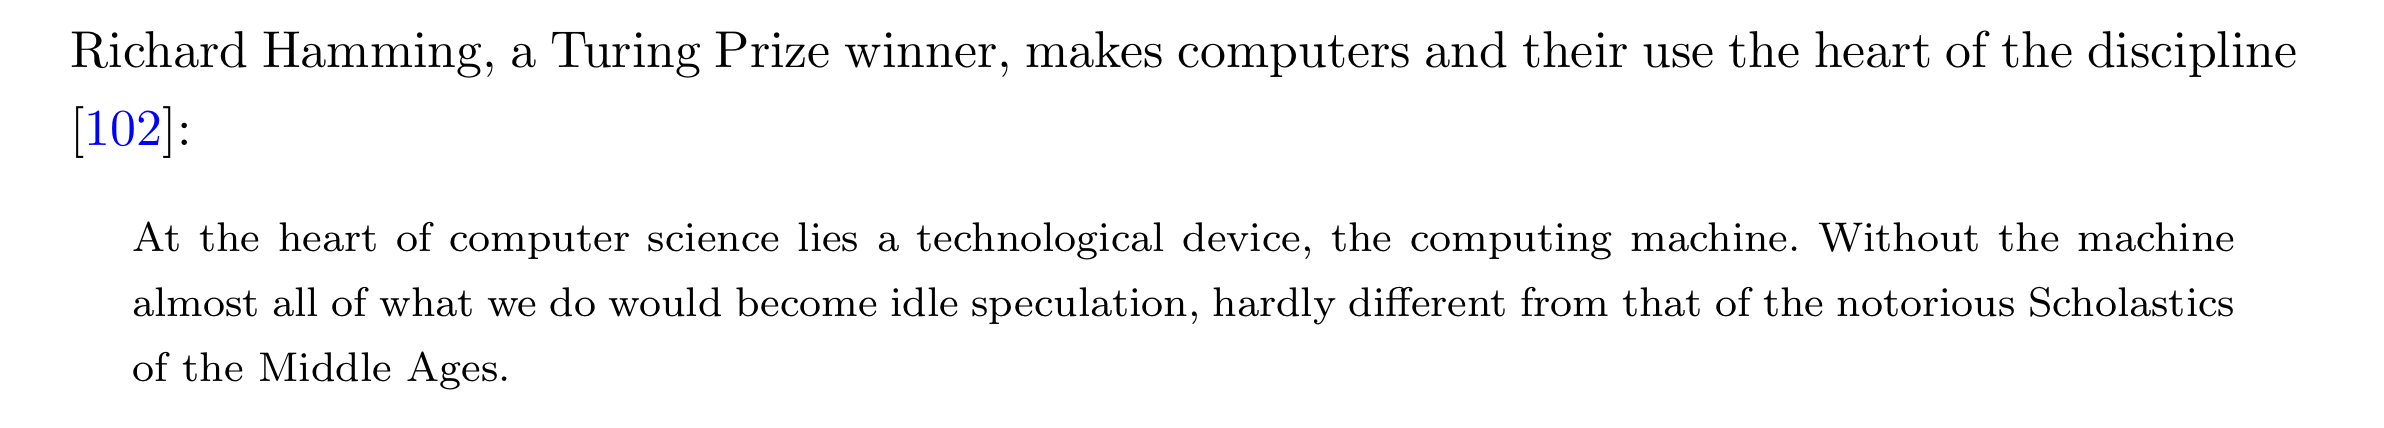 Richard Hamming, a Turing Prize winner, makes computers and their use the heart of the discipline
[102]:
At the heart of computer science lies a technological device, the computing machine. Without the machine
almost all of what we do would become idle speculation, hardly different from that of the notorious Scholastics
of the Middle Ages.